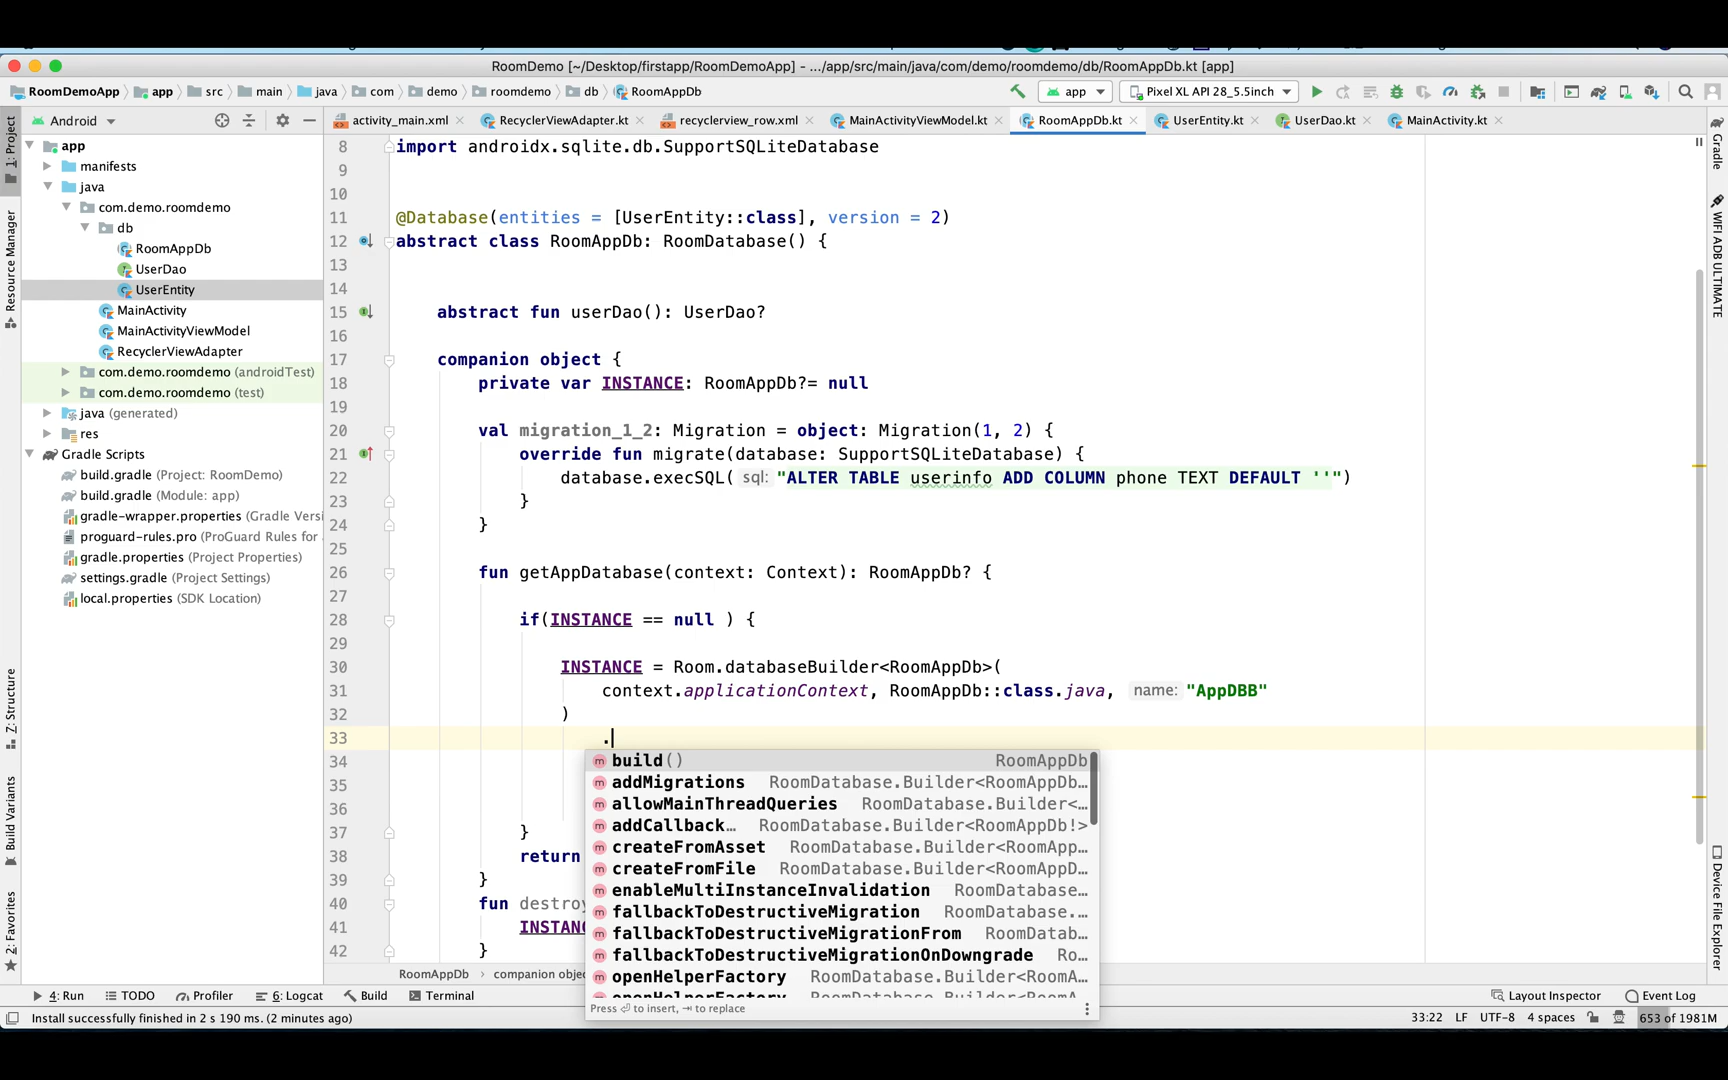 RoomDemo [~/Desktop/firstapp/RoomDemoApp] - .../app/src/main/java/com/demo/roomdemo/db/RoomAppDb.kt [app]
RoomDemoApp app src main java com demo roomdemo db RoomAppDb app Pixel XL API 28_5.5inch
Android
activity_main.xml RecyclerViewAdapter.kt recyclerview_row.xml MainActivityViewModel.kt RoomAppDb.kt UserEntity.kt UserDao.kt MainActivity.kt
1: Project
Resource Manager
Z: Structure
Build Variants
2: Favorites
app
manifests
java
com.demo.roomdemo
db
RoomAppDb
UserDao
UserEntity
MainActivity
MainActivityViewModel
RecyclerViewAdapter
com.demo.roomdemo (androidTest)
com.demo.roomdemo (test)
java (generated)
res
Gradle Scripts
build.gradle (Project: RoomDemo)
build.gradle (Module: app)
gradle-wrapper.properties (Gradle Versi
proguard-rules.pro (ProGuard Rules for
gradle.properties (Project Properties)
settings.gradle (Project Settings)
local.properties (SDK Location)
8 import androidx.sqlite.db.SupportSQLiteDatabase
9
10
11 @Database(entities = [UserEntity::class], version = 2)
12 abstract class RoomAppDb: RoomDatabase() {
13
14
15 abstract fun userDao(): UserDao?
16
17 companion object {
18 private var INSTANCE: RoomAppDb?= null
19
20 val migration_1_2: Migration = object: Migration(1, 2) {
21 override fun migrate(database: SupportSQLiteDatabase) {
22 database.execSQL( sql: "ALTER TABLE userinfo ADD COLUMN phone TEXT DEFAULT ''")
23 }
24 }
25
26 fun getAppDatabase(context: Context): RoomAppDb? {
27
28 if(INSTANCE == null ) {
29
30 INSTANCE = Room.databaseBuilder<RoomAppDb>(
31 context.applicationContext, RoomAppDb::class.java, name: "AppDBB"
32 )
33 .
34
35
36
37 }
38 return
39 }
40 fun destroy
41 INSTANC
42 }
build() RoomAppDb
addMigrations RoomDatabase.Builder<RoomAppDb…
allowMainThreadQueries RoomDatabase.Builder<…
addCallback… RoomDatabase.Builder<RoomAppDb!>
createFromAsset RoomDatabase.Builder<RoomApp…
createFromFile RoomDatabase.Builder<RoomAppD…
enableMultiInstanceInvalidation RoomDatabase…
fallbackToDestructiveMigration RoomDatabase.…
fallbackToDestructiveMigrationFrom RoomDatab…
fallbackToDestructiveMigrationOnDowngrade Ro…
openHelperFactory RoomDatabase.Builder<RoomA…
Press ⏎ to insert, ⇥ to replace
RoomAppDb companion objec
Gradle
WIFI ADB ULTIMATE
Device File Explorer
4: Run TODO Profiler 6: Logcat Build Terminal Layout Inspector Event Log
Install successfully finished in 2 s 190 ms. (2 minutes ago) 33:22 LF UTF-8 4 spaces 653 of 1981M